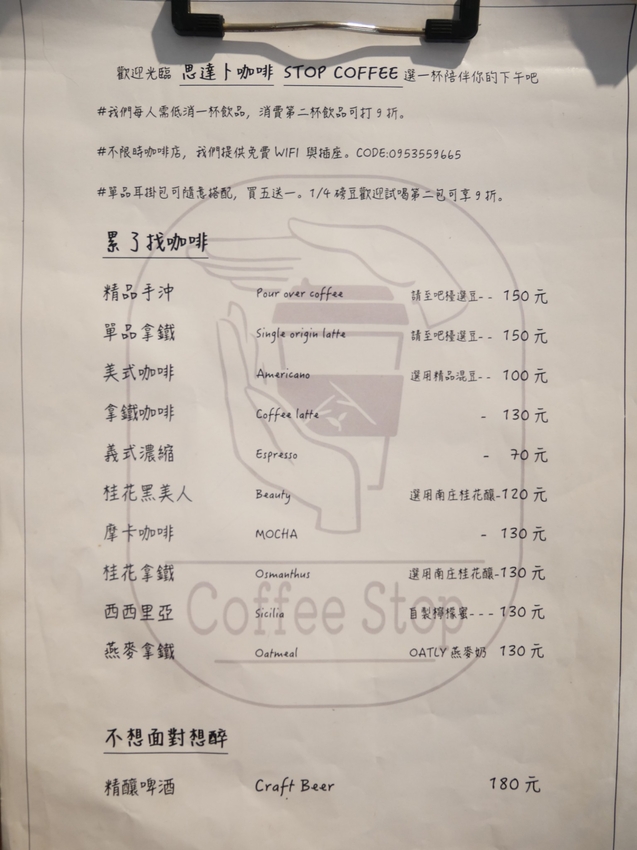 歡迎光臨 思達卜咖啡 STOP COFFEE 選一杯陪伴你的下午吧
#我們每人需低消一杯飲品，消費第二杯飲品可打9折。
#不限時咖啡店，我們提供免費 WIFI 與插座。CODE:0953559665
#單品耳掛包可隨意搭配，買五送一。1/4 磅豆歡迎試喝第二包可享9折。
累了找咖啡
精品手沖 Pour over coffee 請至吧檯選豆-- 150元
單品拿鐵 Single origin latte 請至吧檯選豆-- 150元
美式咖啡 Americano 選用精品混豆-- 100元
拿鐵咖啡 Coffee latte - 130元
義式濃縮 Espresso - 70元
桂花黑美人 Beauty 選用南庄桂花釀-120元
摩卡咖啡 MOCHA - 130元
桂花拿鐵 Osmanthus 選用南庄桂花釀-130元
西西里亞 Sicilia 自製檸檬蜜--- 130元
燕麥拿鐵 Oatmeal OATLY 燕麥奶 130元
Coffee Stop
不想面對想醉
精釀啤酒 Craft Beer 180元